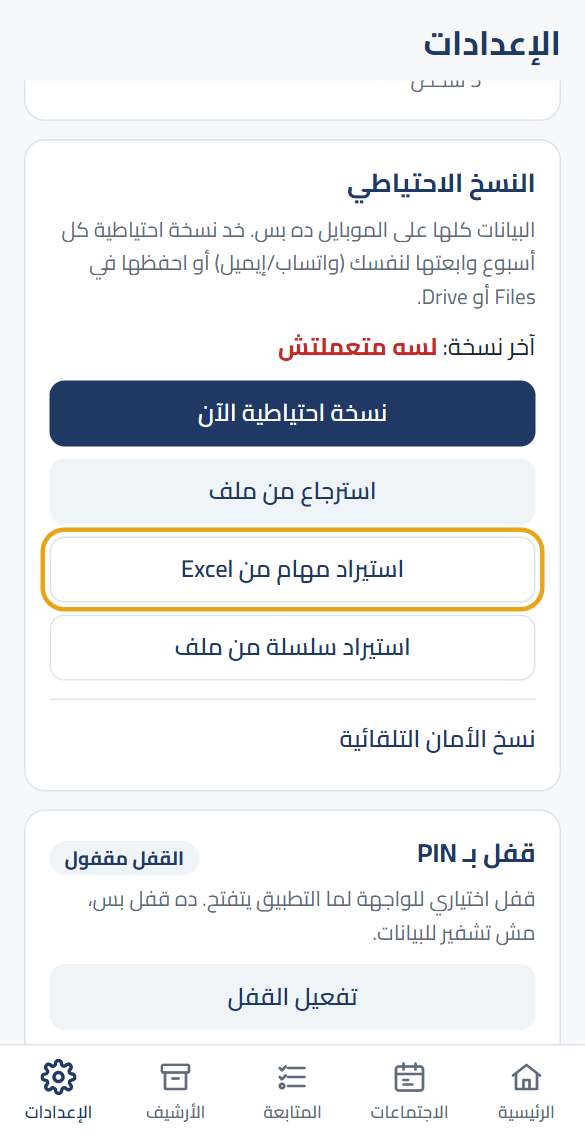 الإعدادات
النسخ الاحتياطي
البيانات كلها على الموبايل ده بس. خد نسخة احتياطية كل
أسبوع وابعتها لنفسك (واتساب/إيميل) أو احفظها في
Files أو Drive.
آخر نسخة: لسه متعملتش
نسخة احتياطية الآن
استرجاع من ملف
استيراد مهام من Excel
استيراد سلسلة من ملف
نسخ الأمان التلقائية
قفل بـ PIN
القفل مقفول
قفل اختياري للواجهة لما التطبيق يتفتح. ده قفل بس،
مش تشفير للبيانات.
تفعيل القفل
الرئيسية
الاجتماعات
المتابعة
الأرشيف
الإعدادات